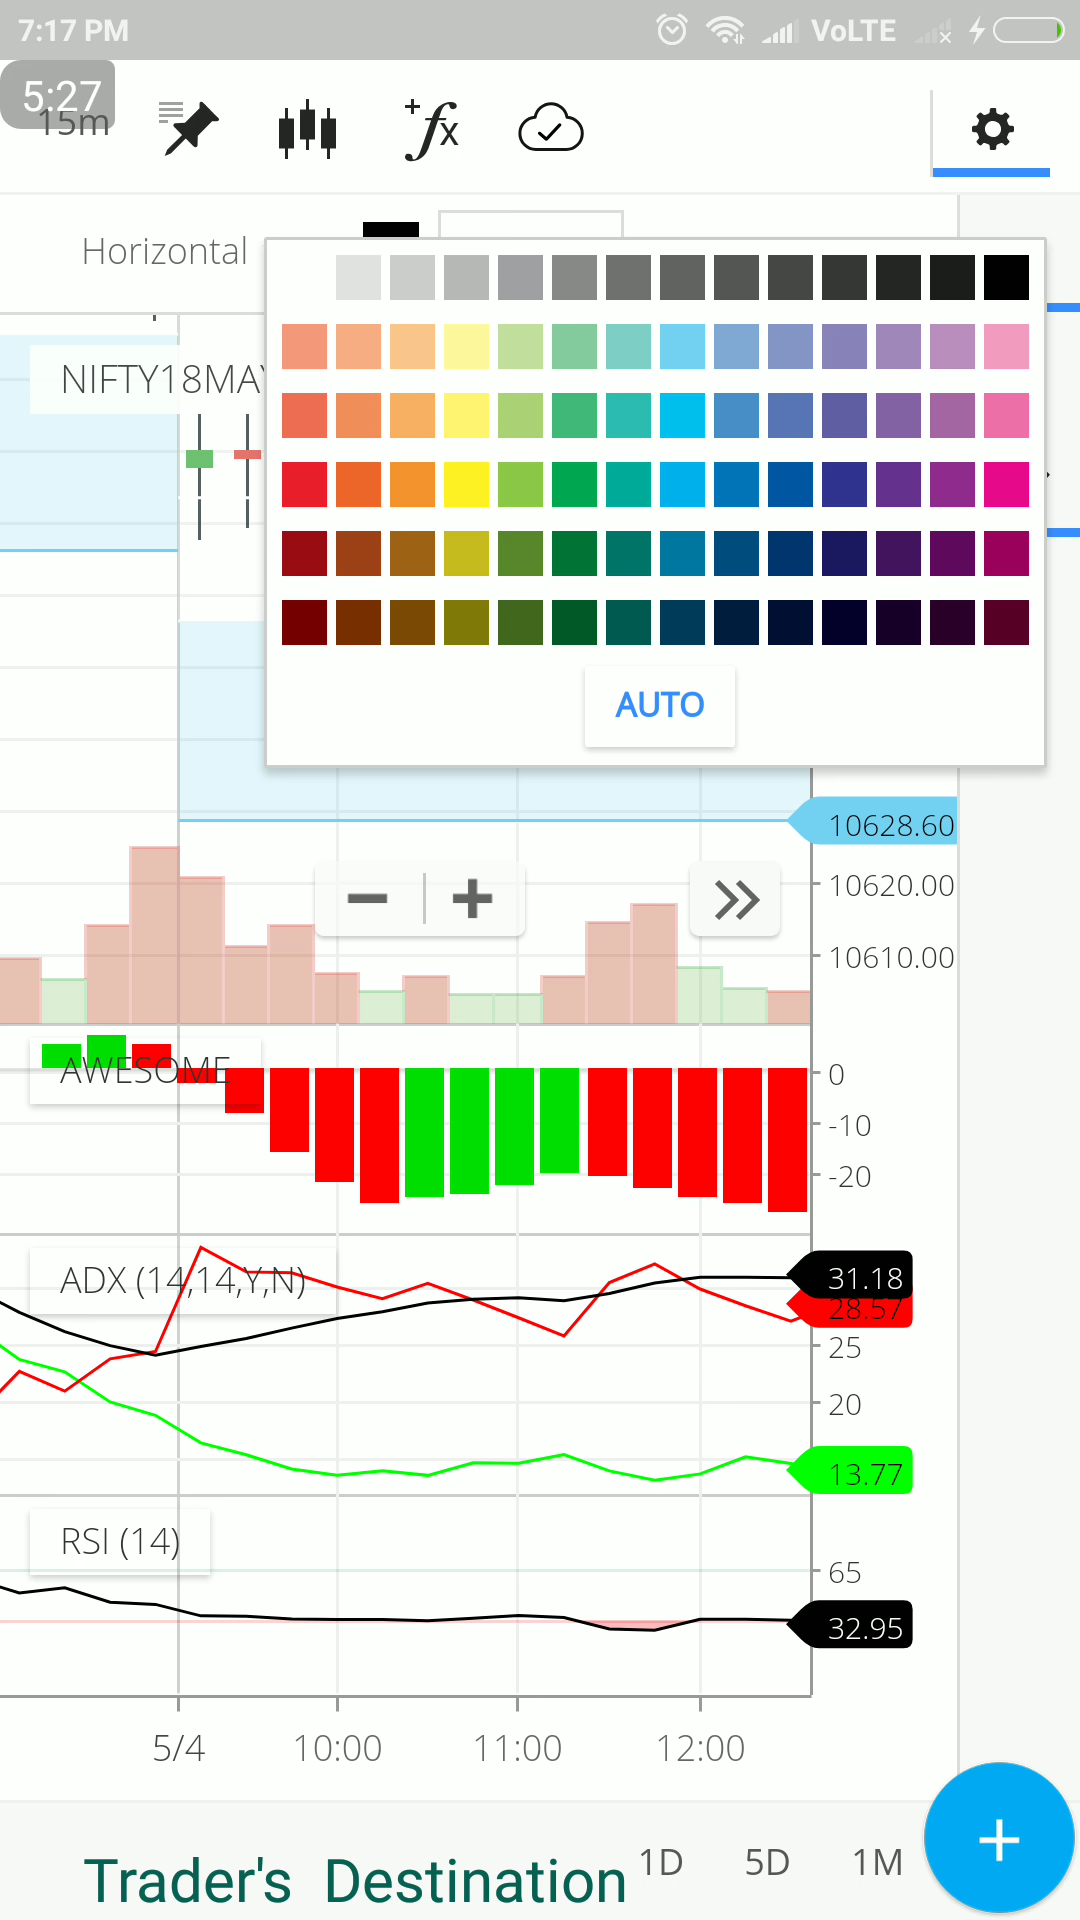 7:17 PM VoLTE
5:27
15m
+fx
Horizontal
NIFTY18MAY
AUTO
10628.60
10620.00
10610.00
AWESOME
0
-10
-20
ADX (14,14,Y,N)
31.18
28.57
25
20
13.77
RSI (14)
65
32.95
5/4 10:00 11:00 12:00
Trader's Destination 1D 5D 1M